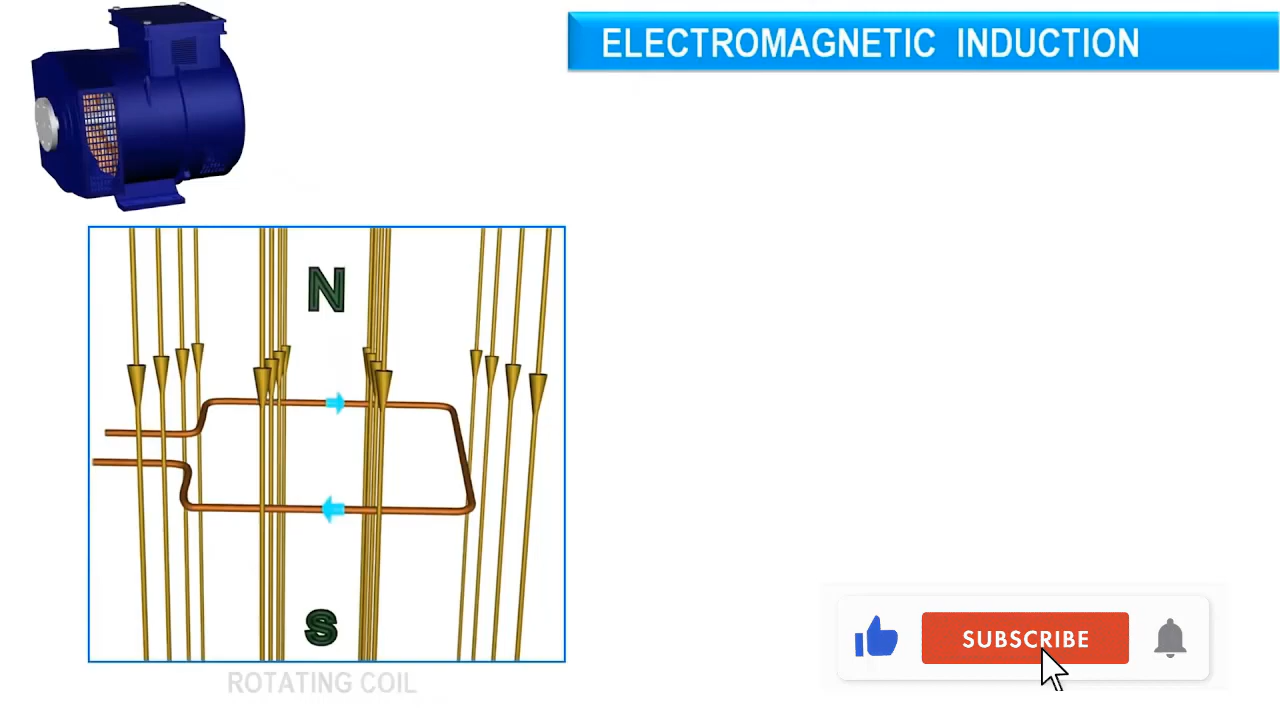 ELECTROMAGNETIC INDUCTION
N
S
ROTATING COIL
SUBSCRIBE